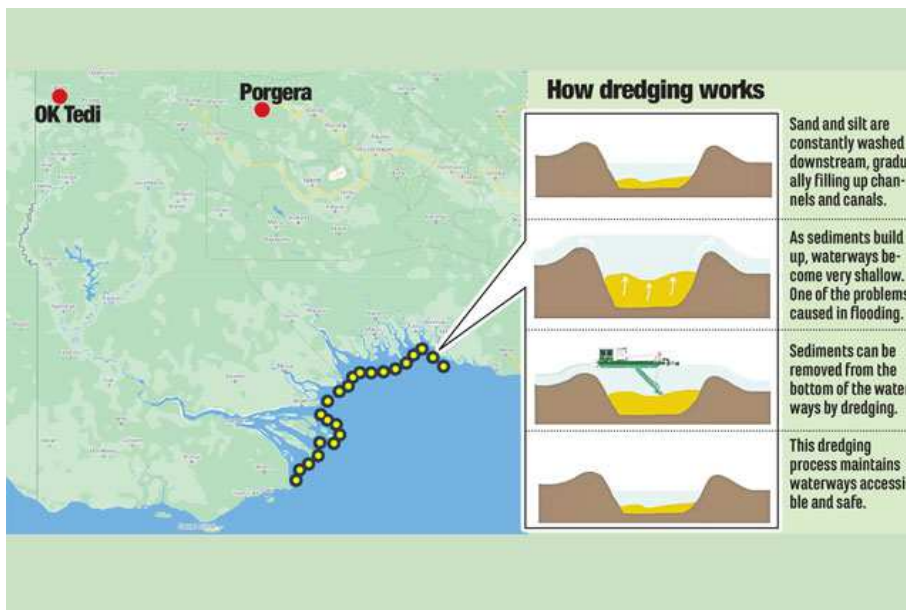 OK Tedi
Porgera
How dredging works
Sand and silt are
constantly washed
downstream, gradu
ally filling up chan-
nels and canals.
As sediments build
up, waterways be-
come very shallow.
One of the problems
caused in flooding.
Sediments can be
removed from the
bottom of the water
ways by dredging.
This dredging
process maintains
waterways accessi
ble and safe.